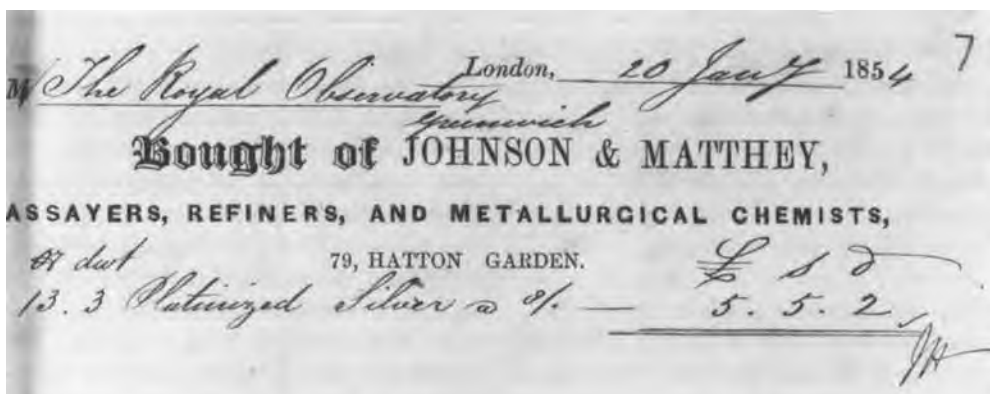 7
London, 20 Jany 1854
M The Royal Observatory
Greenwich
Bought of JOHNSON & MATTHEY,
ASSAYERS, REFINERS, AND METALLURGICAL CHEMISTS,
79, HATTON GARDEN.
oz dwt £ s d
13.3 Platinized Silver a 8/. — 5.5.2
JH